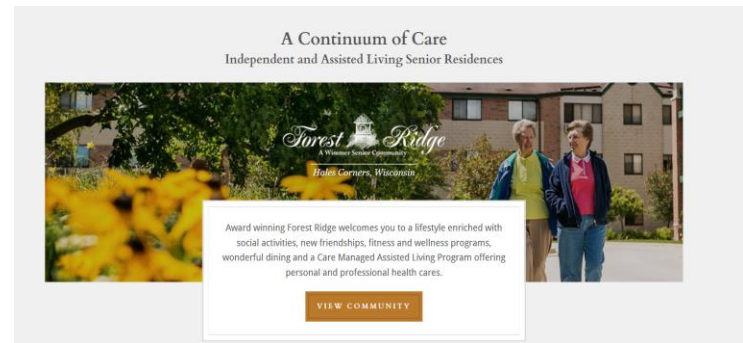 A Continuum of Care
Independent and Assisted Living Senior Residences
Forest Ridge
A Wimmer Senior Community
Hales Corners, Wisconsin
Award winning Forest Ridge welcomes you to a lifestyle enriched with
social activities, new friendships, fitness and wellness programs,
wonderful dining and a Care Managed Assisted Living Program offering
personal and professional health cares.
VIEW COMMUNITY